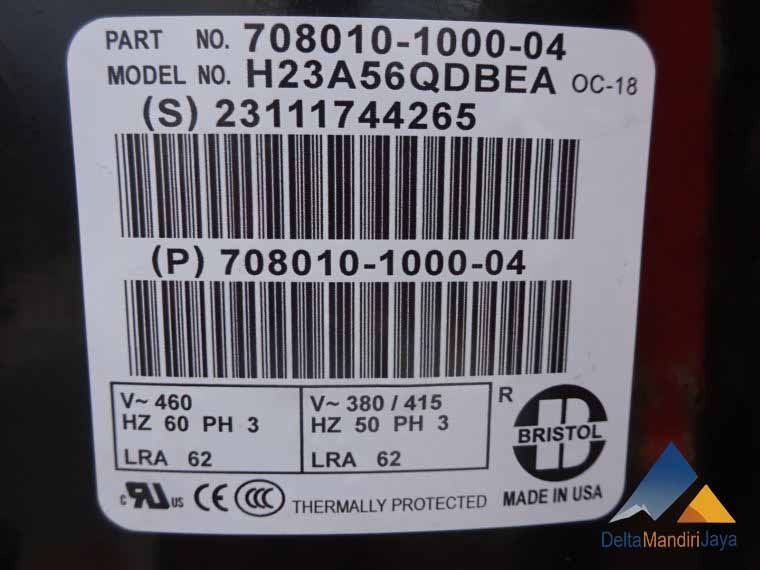 PART NO. 708010-1000-04
MODEL NO. H23A56QDBEA OC-18
(S) 23111744265
(P) 708010-1000-04
V~ 460
HZ 60 PH 3
LRA 62
V~ 380 / 415
HZ 50 PH 3
LRA 62
R
BRISTOL
c RU us CE CCC THERMALLY PROTECTED
MADE IN USA
DeltaMandiriJaya